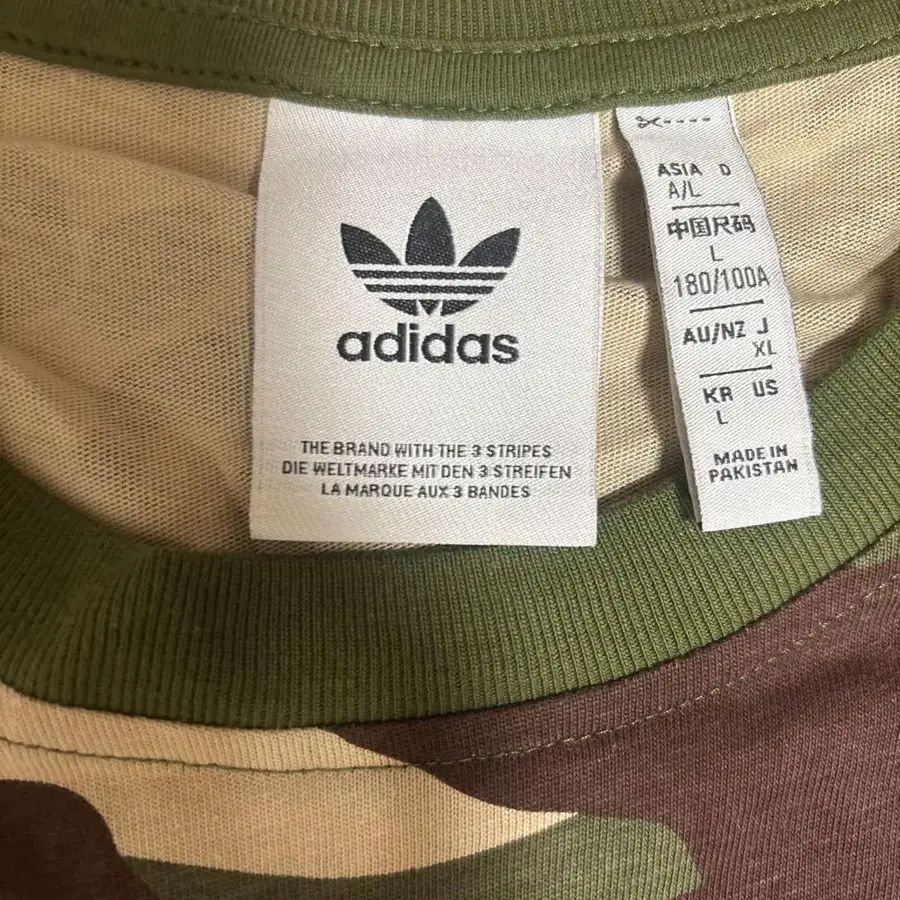 adidas
THE BRAND WITH THE 3 STRIPES
DIE WELTMARKE MIT DEN 3 STREIFEN
LA MARQUE AUX 3 BANDES
ASIA D
A/L
中国尺码
L
180/100A
AU/NZ J
XL
KR US
L
MADE IN
PAKISTAN